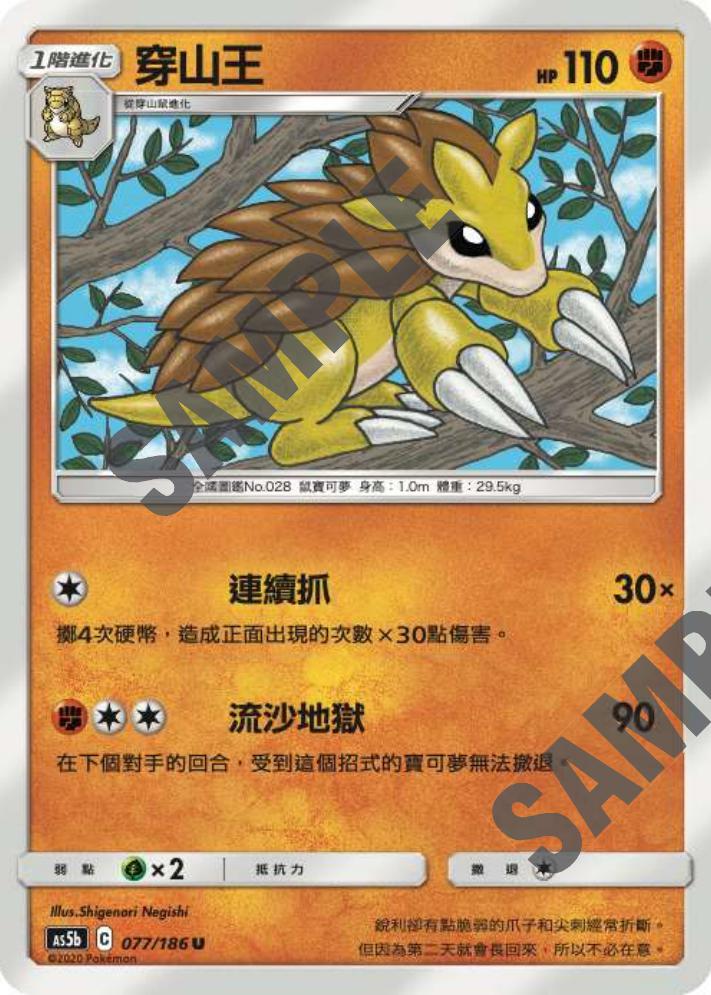 1階進化
穿山王
HP 110
從穿山鼠進化
全國圖鑑No.028 鼠寶可夢 身高：1.0m 體重：29.5kg
連續抓 30×
擲4次硬幣，造成正面出現的次數×30點傷害。
流沙地獄 90
在下個對手的回合，受到這個招式的寶可夢無法撤退。
弱點 ×2 抵抗力 撤退
Illus.Shigenori Negishi
AS5b C 077/186 U
©2020 Pokémon
銳利卻有點脆弱的爪子和尖刺經常折斷。
但因為第二天就會長回來，所以不必在意。
SAMPLE
SAMPLE